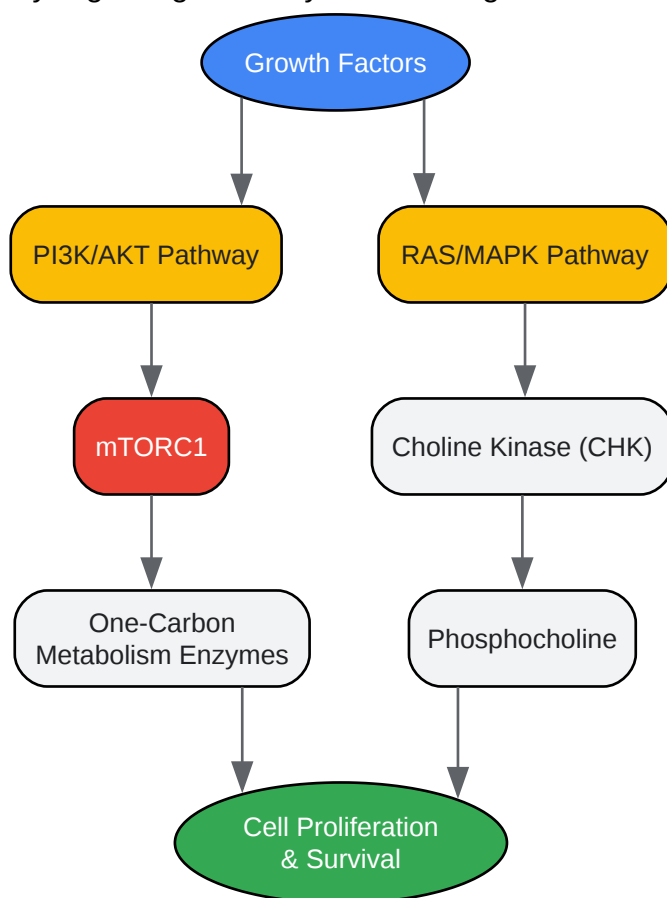 Growth Factors
PI3K/AKT Pathway
RAS/MAPK Pathway
mTORC1
Choline Kinase (CHK)
One-Carbon
Metabolism Enzymes
Phosphocholine
Cell Proliferation
& Survival